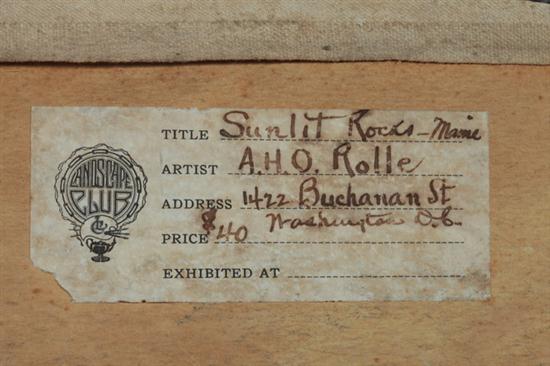 LANDSCAPE
CLUB
TITLE Sunlit Rocks - Maine
ARTIST A.H.O. Rolle
ADDRESS 1422 Buchanan St
Washington D.C.
PRICE $40
EXHIBITED AT